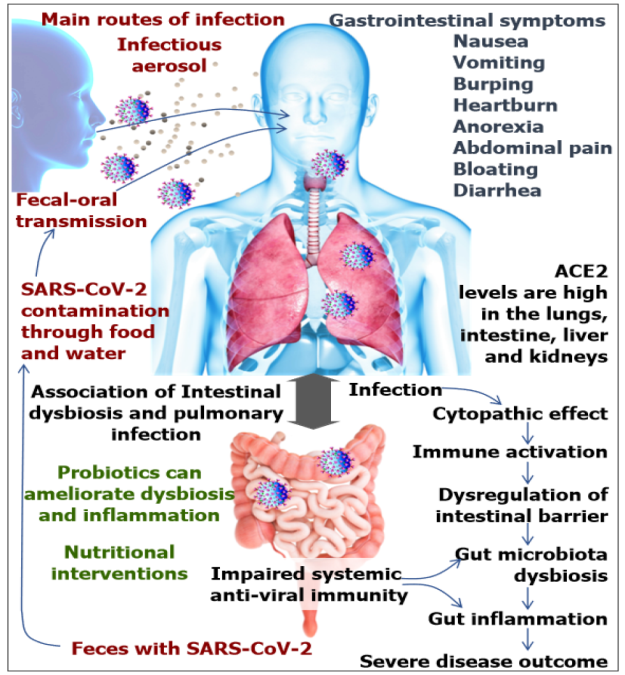 Main routes of infection
Infectious
aerosol
Gastrointestinal symptoms
Nausea
Vomiting
Burping
Heartburn
Anorexia
Abdominal pain
Bloating
Diarrhea
Fecal-oral
transmission
SARS-CoV-2
contamination
through food
and water
ACE2
levels are high
in the lungs,
intestine, liver
and kidneys
Association of Intestinal
dysbiosis and pulmonary
infection
Infection
Cytopathic effect
Immune activation
Dysregulation of
intestinal barrier
Gut microbiota
dysbiosis
Gut inflammation
Severe disease outcome
Probiotics can
ameliorate dysbiosis
and inflammation
Nutritional
interventions
Impaired systemic
anti-viral immunity
Feces with SARS-CoV-2